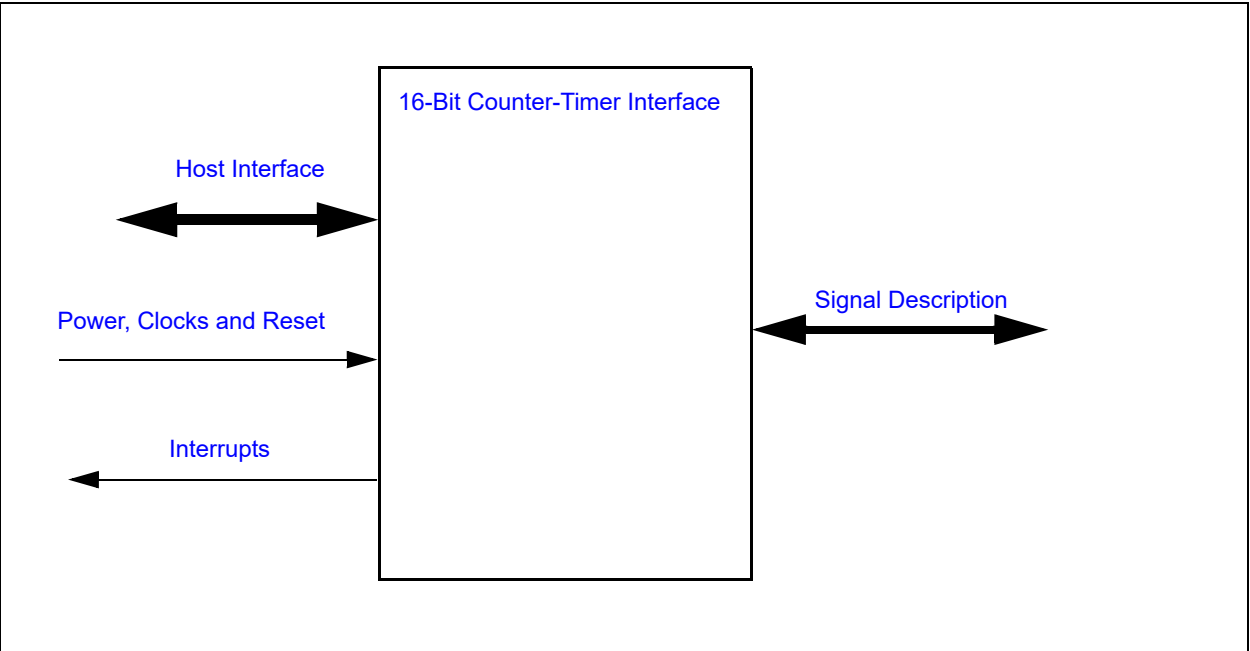 16-Bit Counter-Timer Interface
Host Interface
Signal Description
Power, Clocks and Reset
Interrupts